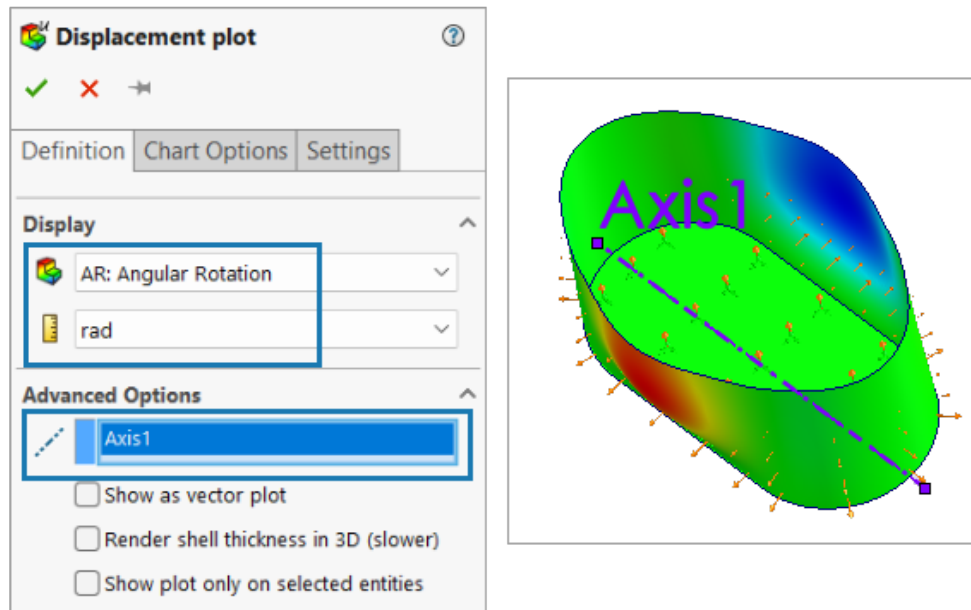 Displacement plot
Definition Chart Options Settings
Display
AR: Angular Rotation
rad
Advanced Options
Axis1
Show as vector plot
Render shell thickness in 3D (slower)
Show plot only on selected entities
Axis1